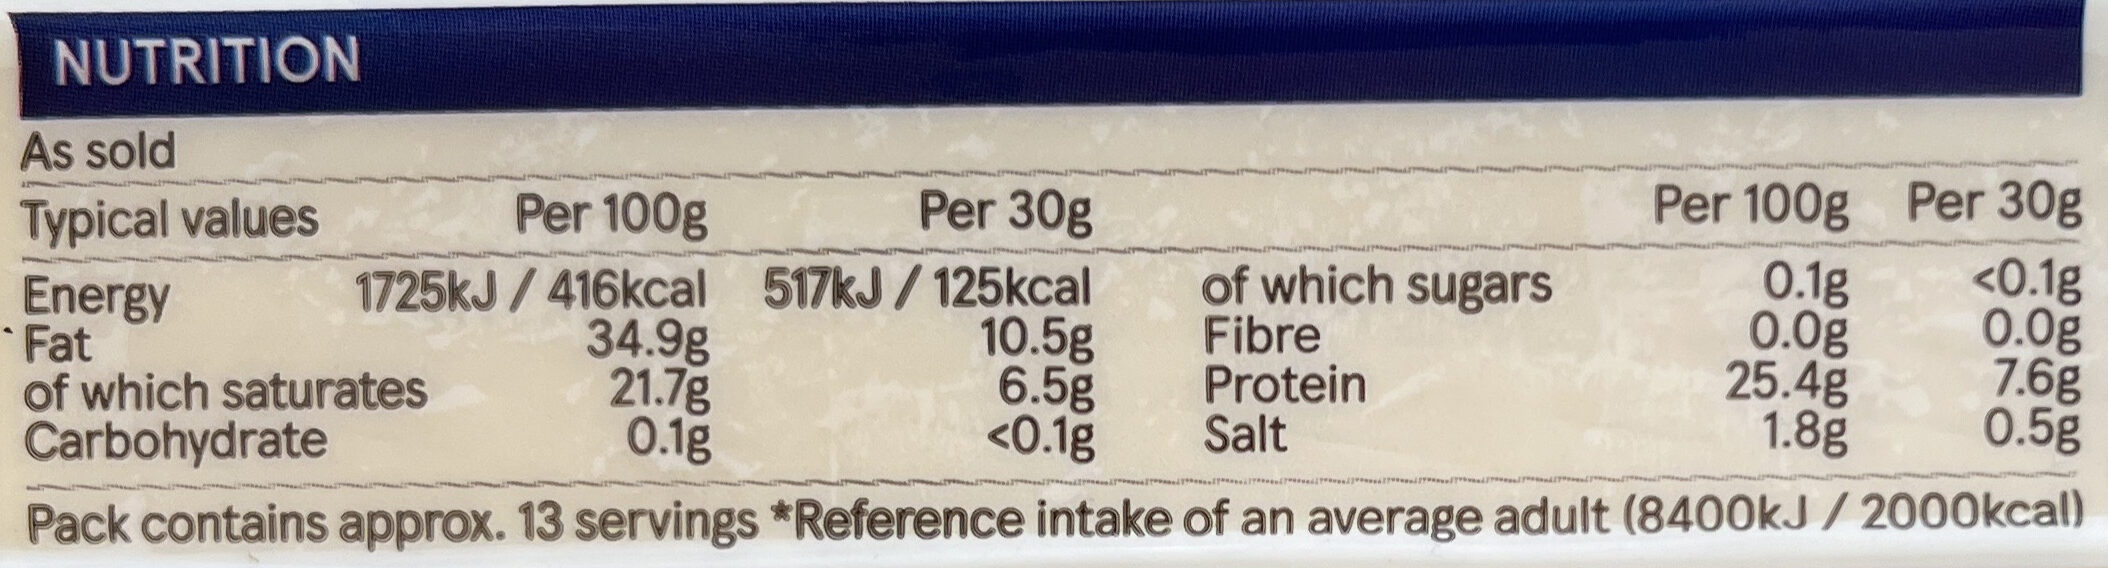 NUTRITION
As sold
Typical values Per 100g Per 30g Per 100g Per 30g
Energy 1725kJ / 416kcal 517kJ / 125kcal of which sugars 0.1g <0.1g
Fat 34.9g 10.5g Fibre 0.0g 0.0g
of which saturates 21.7g 6.5g Protein 25.4g 7.6g
Carbohydrate 0.1g <0.1g Salt 1.8g 0.5g
Pack contains approx. 13 servings *Reference intake of an average adult (8400kJ / 2000kcal)